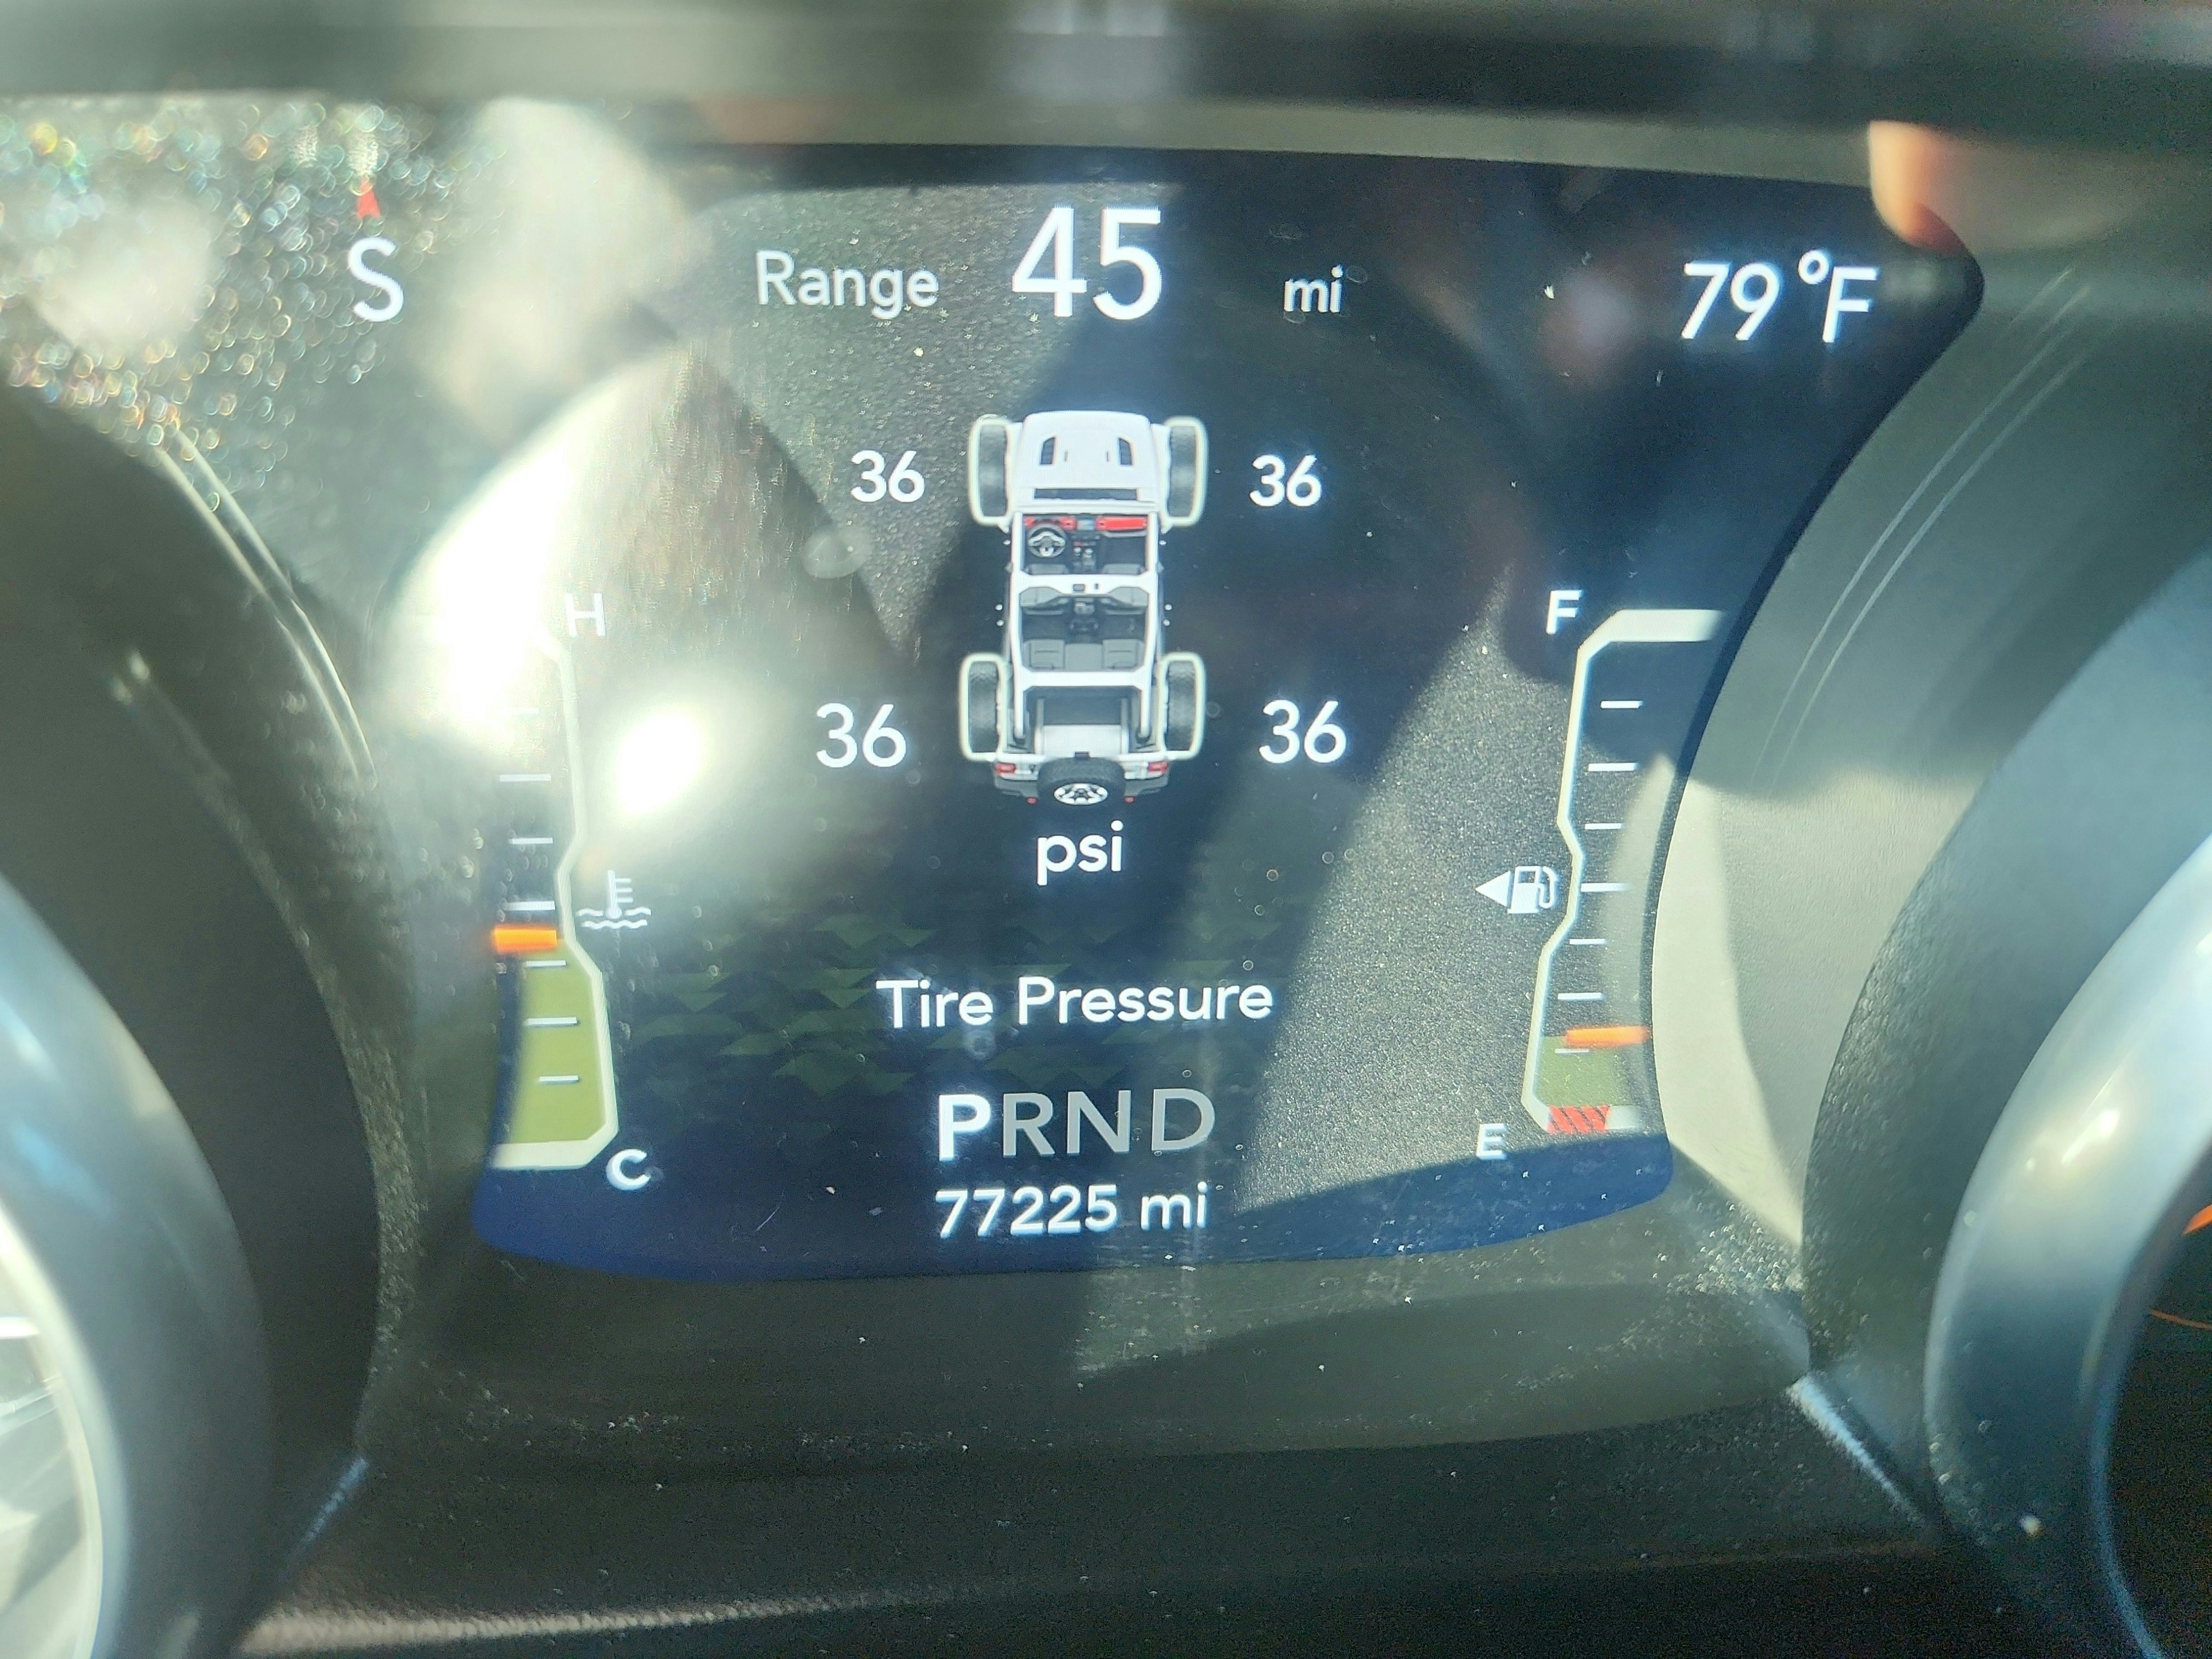 S
Range 45 mi
79°F
36 36
H
F
36 36
psi
Tire Pressure
PRND
E
C
77225 mi